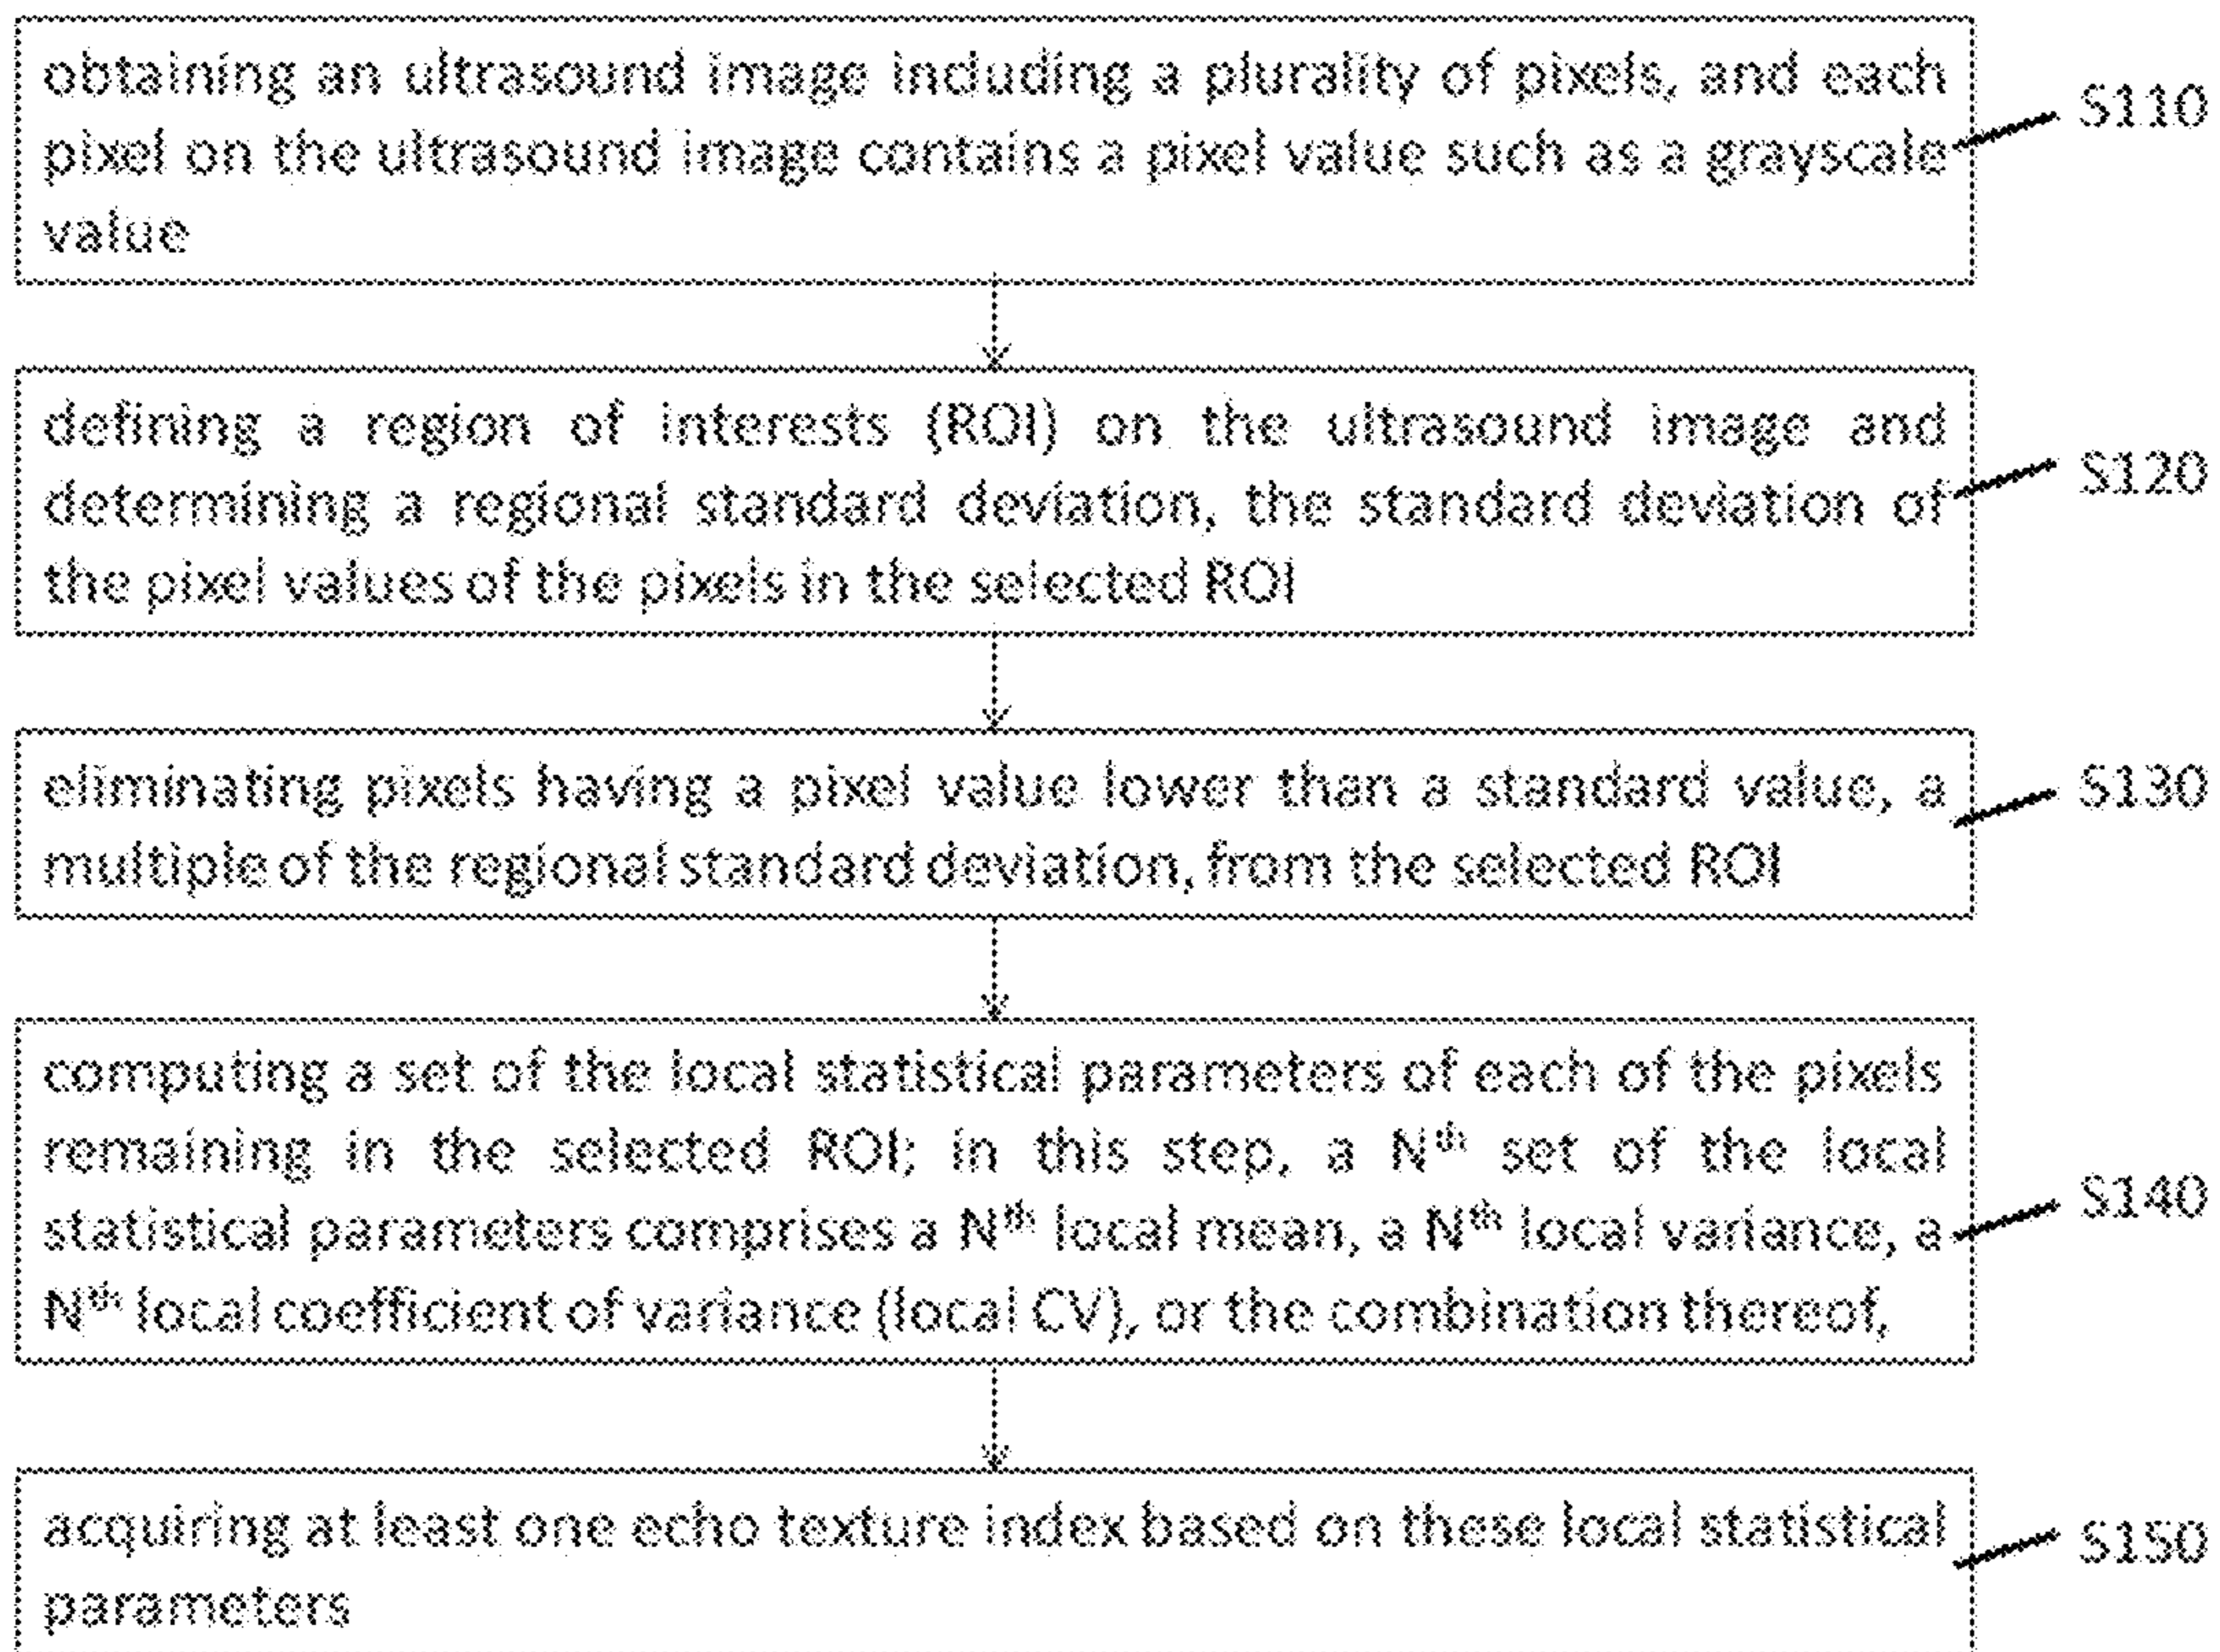 obtaining an ultrasound image including a plurality of pixels, and each
pixel on the ultrasound image contains a pixel value such as a grayscale
value
S110
defining a region of interests (ROI) on the ultrasound image and
determining a regional standard deviation, the standard deviation of
the pixel values of the pixels in the selected ROI
S120
eliminating pixels having a pixel value lower than a standard value, a
multiple of the regional standard deviation, from the selected ROI
S130
computing a set of the local statistical parameters of each of the pixels
remaining in the selected ROI; in this step, a Nth set of the local
statistical parameters comprises a Nth local mean, a Nth local variance, a
Nth local coefficient of variance (local CV), or the combination thereof,
S140
acquiring at least one echo texture index based on these local statistical
parameters
S150